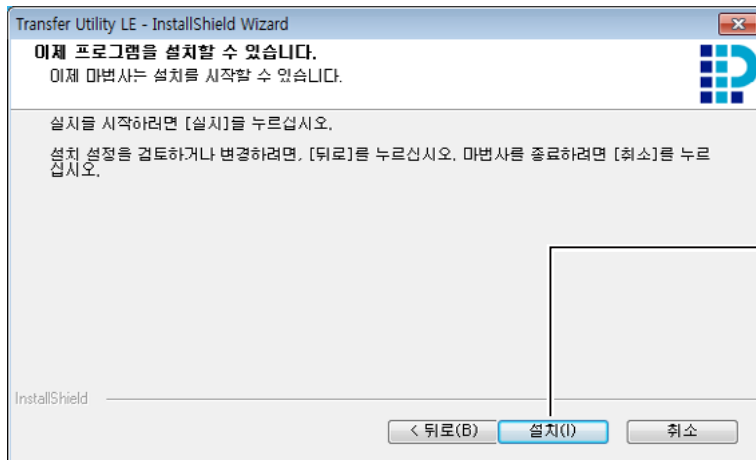 Transfer Utility LE - InstallShield Wizard
이제 프로그램을 설치할 수 있습니다.
이제 마법사는 설치를 시작할 수 있습니다.
설치를 시작하려면 [설치]를 누르십시오.
설치 설정을 검토하거나 변경하려면, [뒤로]를 누르십시오. 마법사를 종료하려면 [취소]를 누르
십시오.
InstallShield
< 뒤로(B)
설치(I)
취소